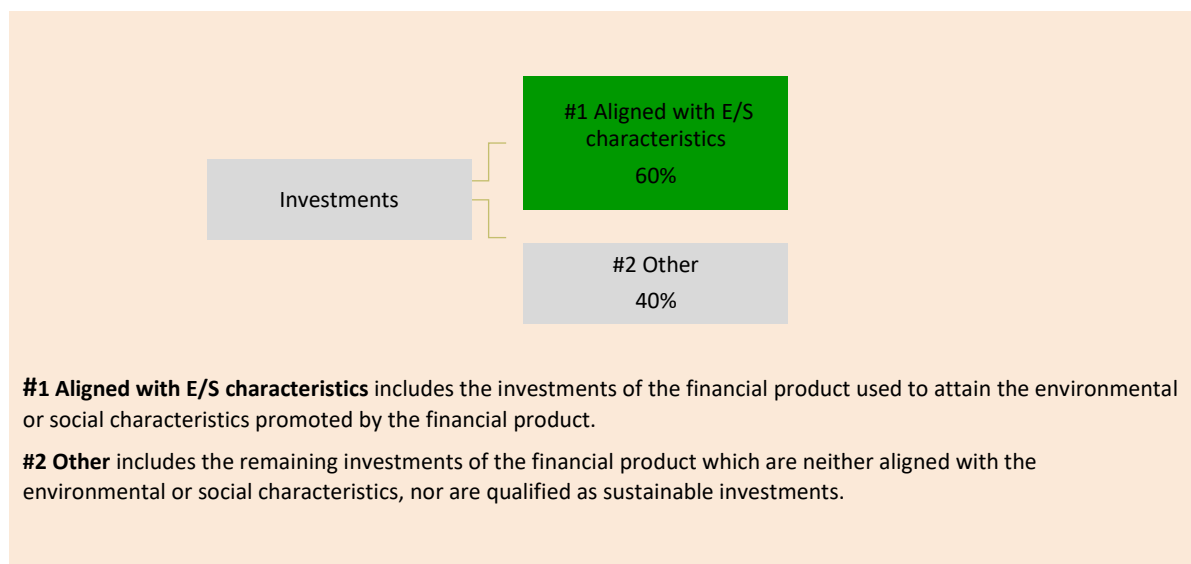 #1 Aligned with E/S
characteristics
60%
Investments
#2 Other
40%
#1 Aligned with E/S characteristics includes the investments of the financial product used to attain the environmental
or social characteristics promoted by the financial product.
#2 Other includes the remaining investments of the financial product which are neither aligned with the
environmental or social characteristics, nor are qualified as sustainable investments.